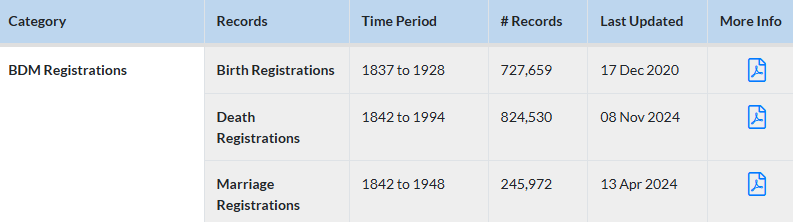 Category Records Time Period # Records Last Updated More Info
BDM Registrations Birth Registrations 1837 to 1928 727,659 17 Dec 2020
Death 1842 to 1994 824,530 08 Nov 2024
Registrations
Marriage 1842 to 1948 245,972 13 Apr 2024
Registrations